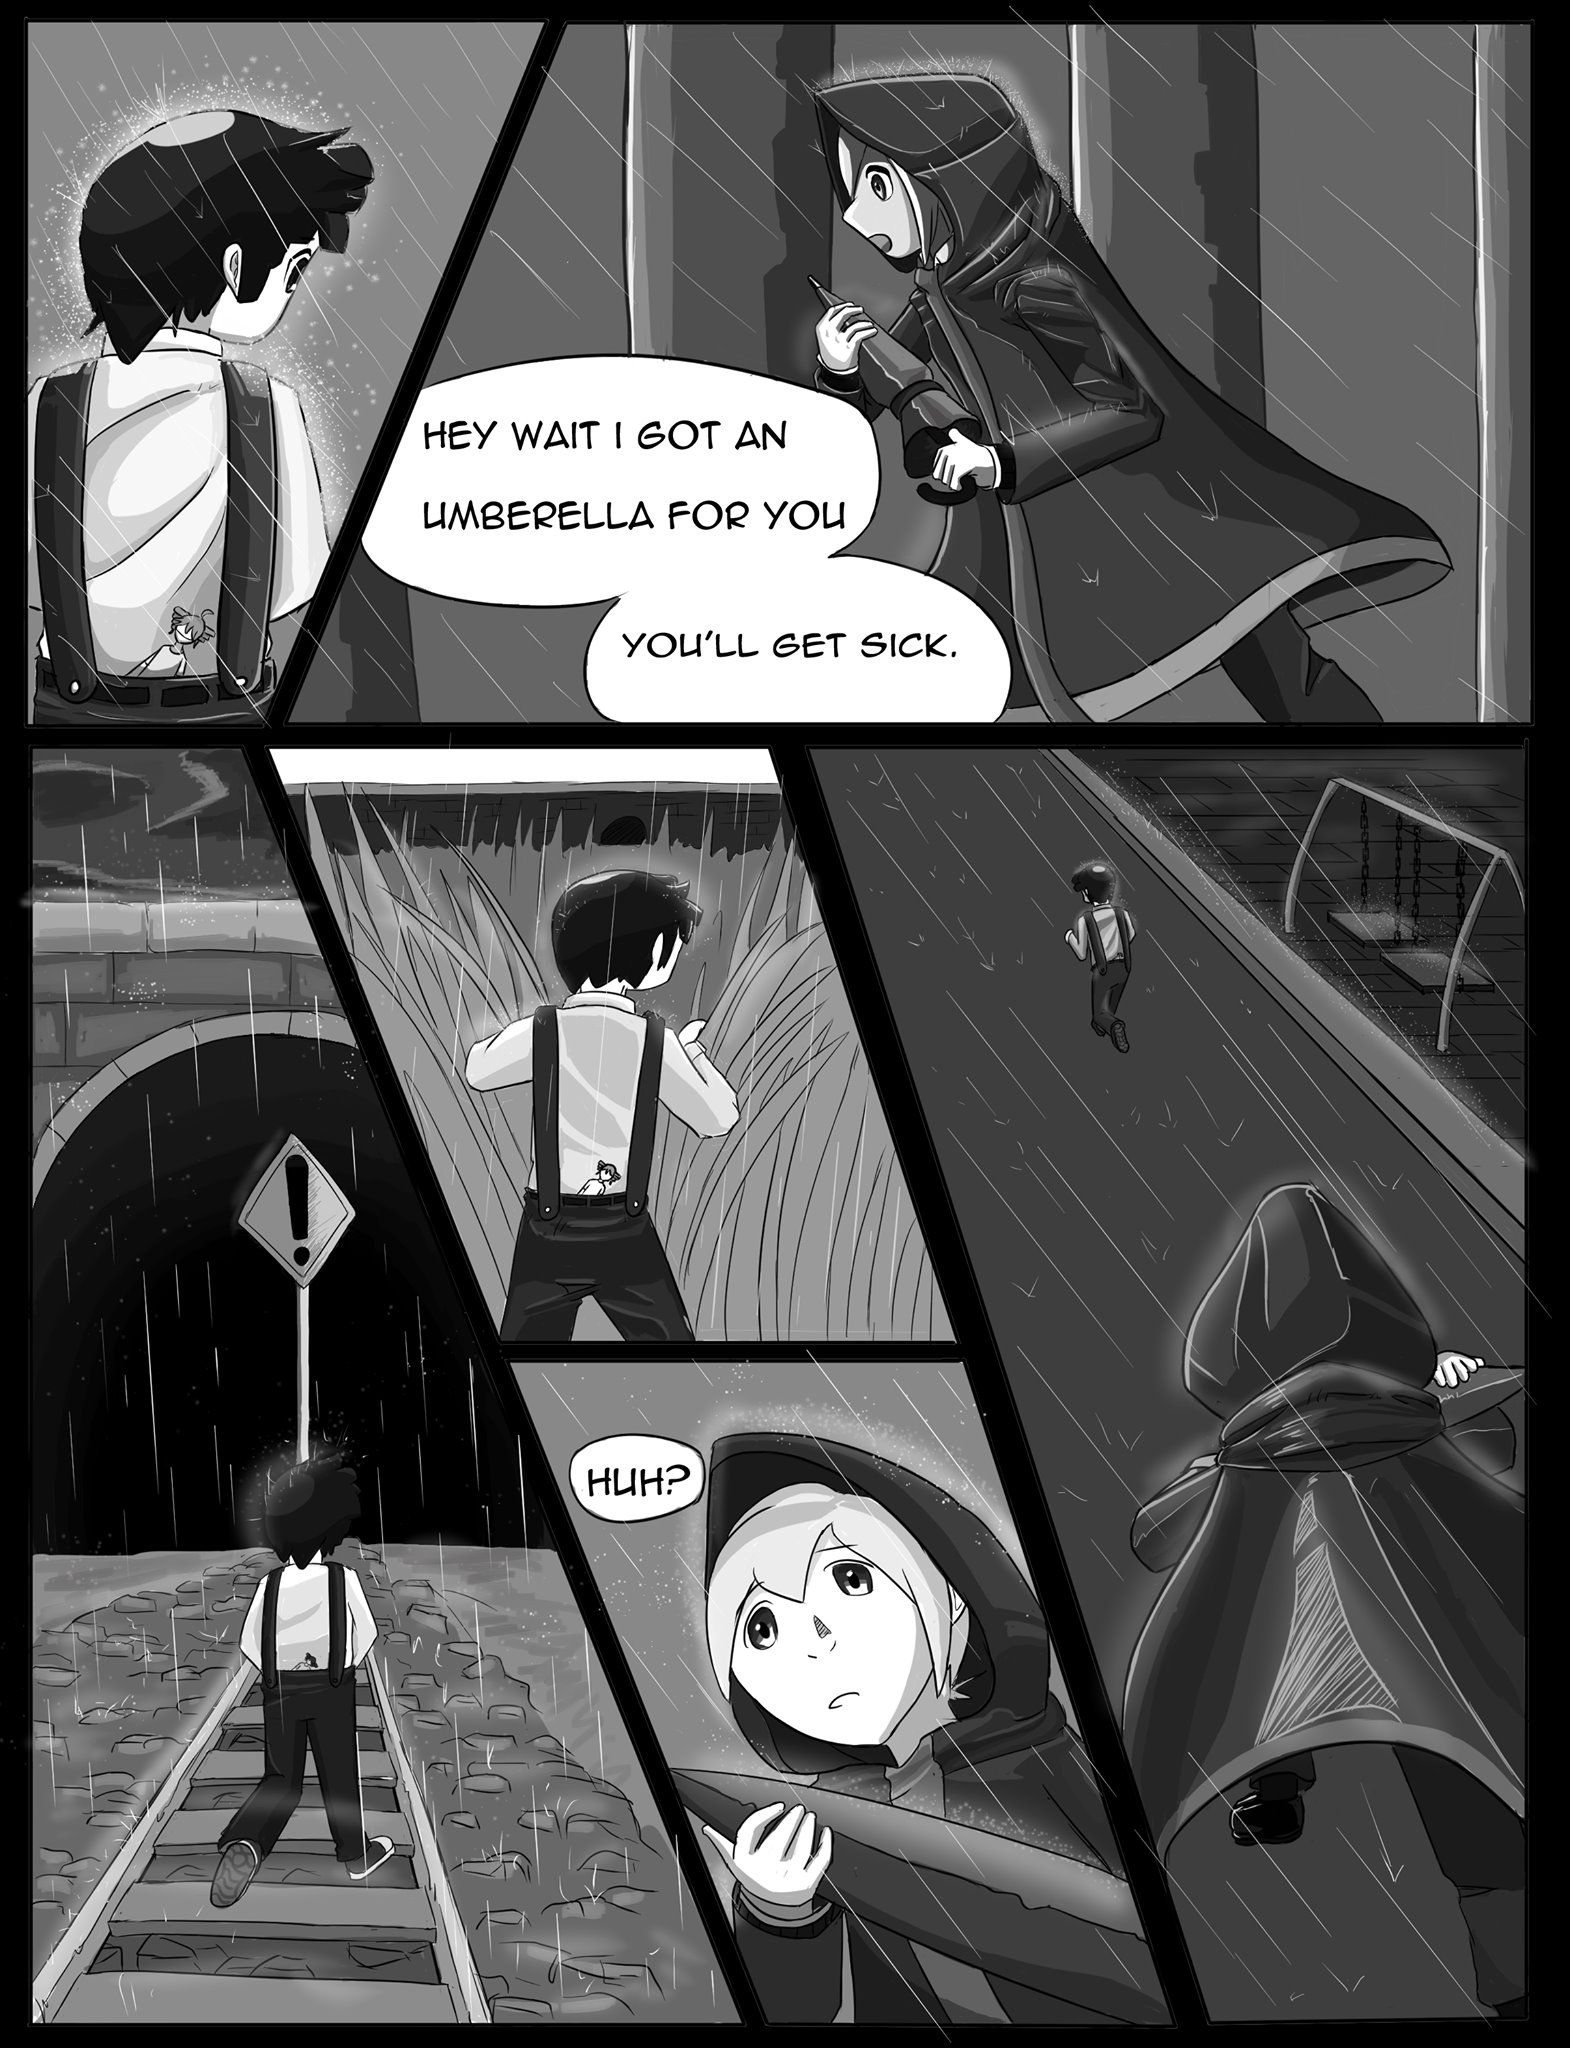 HEY WAIT I GOT AN
UMBERELLA FOR YOU
YOU'LL GET SICK.
!
HUH?